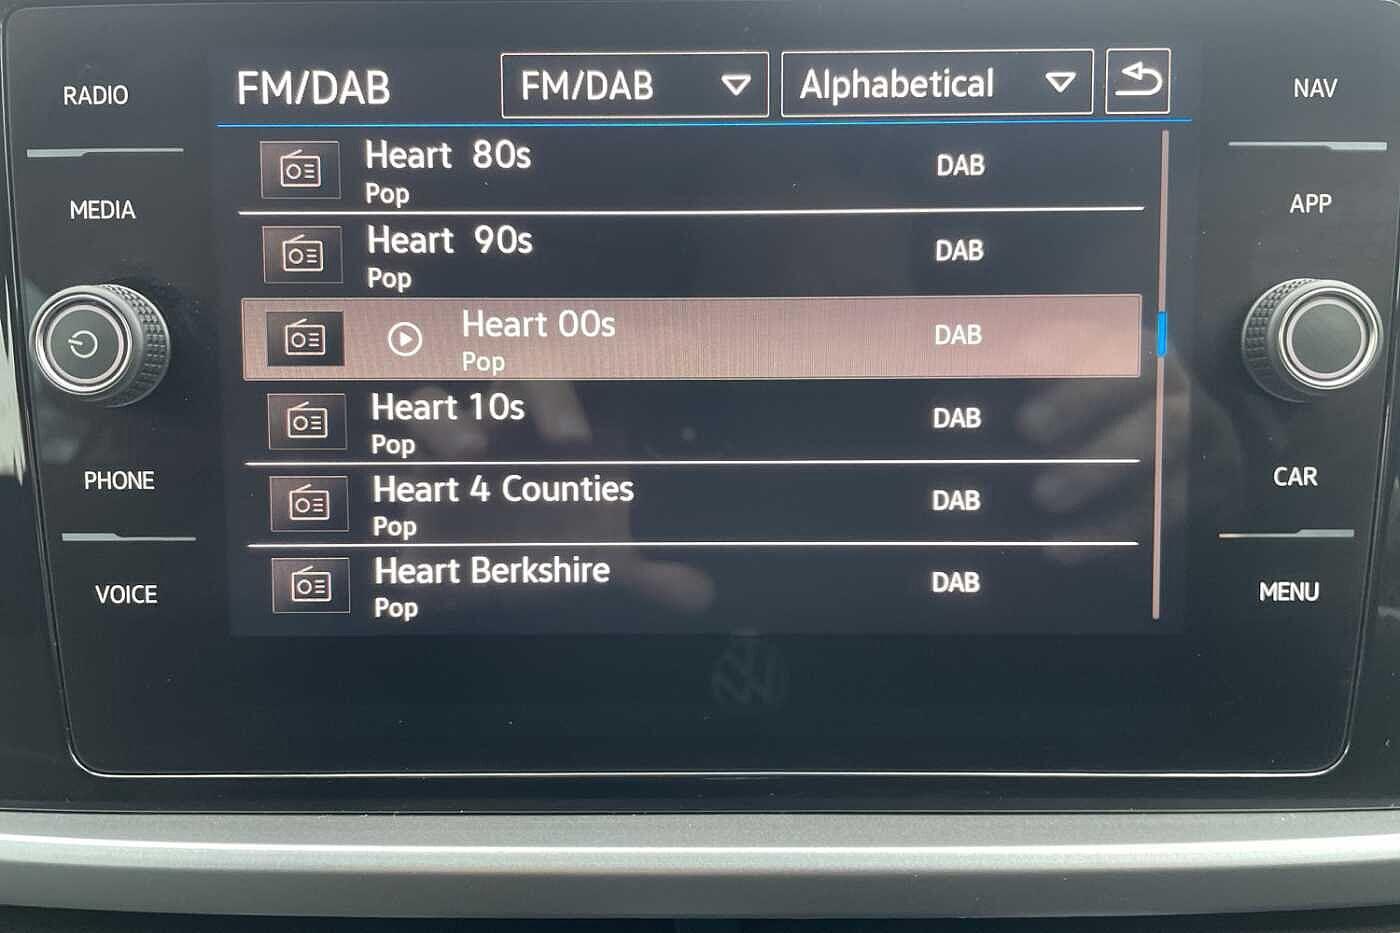 RADIO
MEDIA
PHONE
VOICE
FM/DAB FM/DAB Alphabetical
Heart 80s DAB
Pop
Heart 90s DAB
Pop
Heart 00s DAB
Pop
Heart 10s DAB
Pop
Heart 4 Counties DAB
Pop
Heart Berkshire DAB
Pop
NAV
APP
CAR
MENU